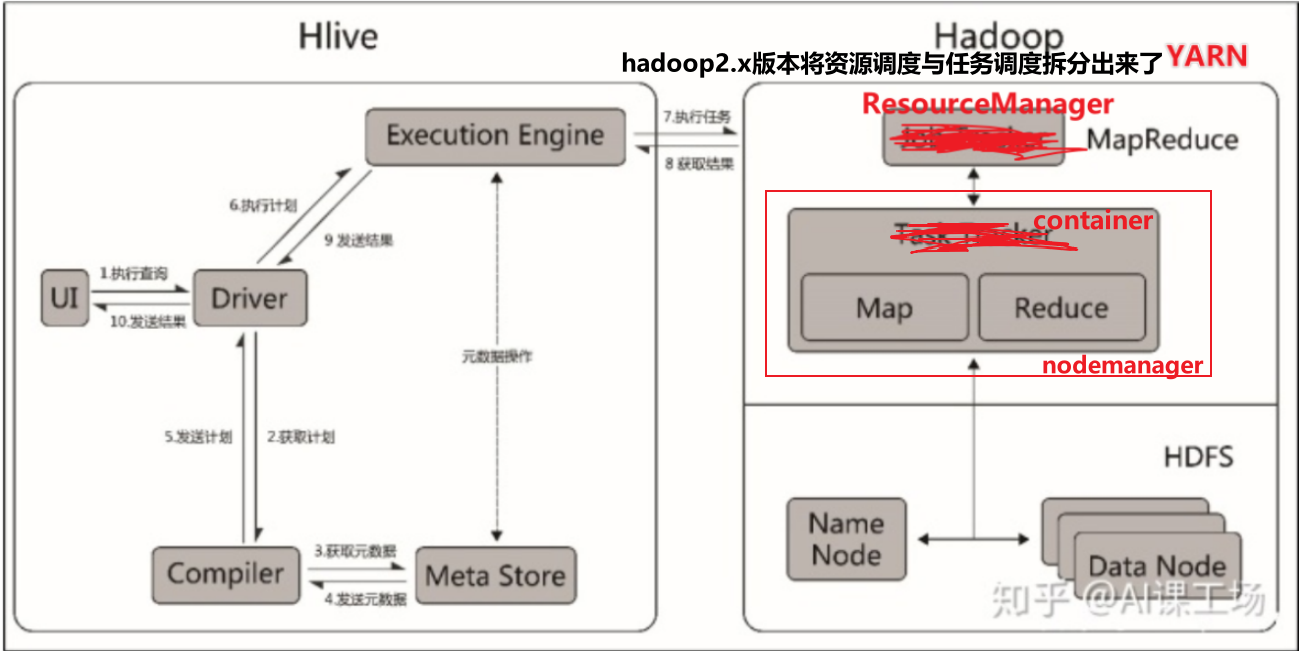 Hlive
Hadoop
hadoop2.x版本将资源调度与任务调度拆分出来了YARN
Execution Engine
7.执行任务
8 获取结果
ResourceManager
MapReduce
6.执行计划
9 发送结果
container
UI
1.执行查询
10.发送结果
Driver
Map
Reduce
元数据操作
nodemanager
5.发送计划
2.获取计划
HDFS
Name
Node
Data Node
Compiler
3.获取元数据
4.发送元数据
Meta Store
知乎 @AI课工场